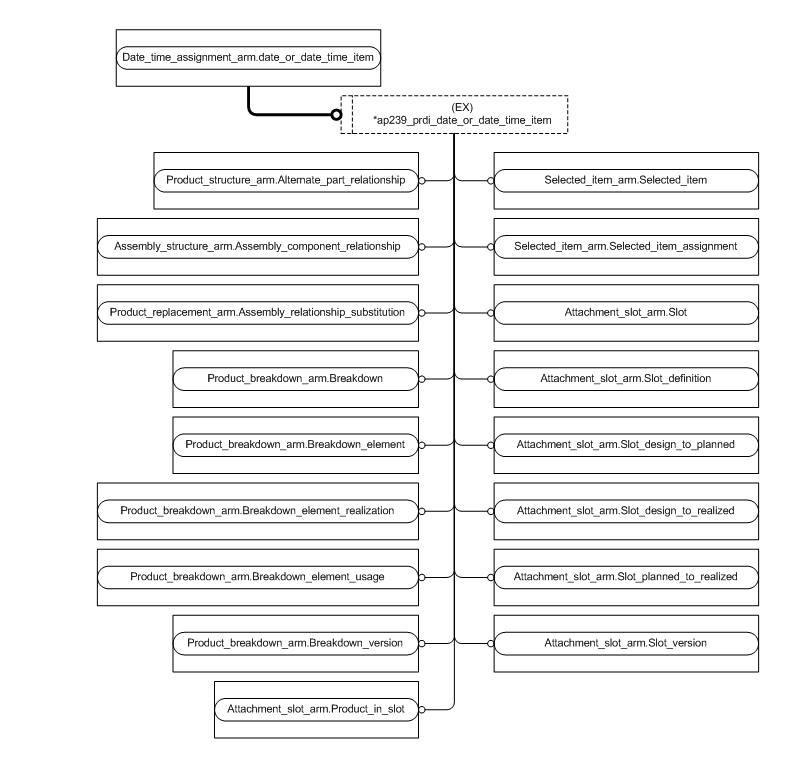 Date_time_assignment_arm.date_or_date_time_item
(EX)
*ap239_prdi_date_or_date_time_item
Product_structure_arm.Alternate_part_relationship
Selected_item_arm.Selected_item
Assembly_structure_arm.Assembly_component_relationship
Selected_item_arm.Selected_item_assignment
Product_replacement_arm.Assembly_relationship_substitution
Attachment_slot_arm.Slot
Product_breakdown_arm.Breakdown
Attachment_slot_arm.Slot_definition
Product_breakdown_arm.Breakdown_element
Attachment_slot_arm.Slot_design_to_planned
Product_breakdown_arm.Breakdown_element_realization
Attachment_slot_arm.Slot_design_to_realized
Product_breakdown_arm.Breakdown_element_usage
Attachment_slot_arm.Slot_planned_to_realized
Product_breakdown_arm.Breakdown_version
Attachment_slot_arm.Slot_version
Attachment_slot_arm.Product_in_slot